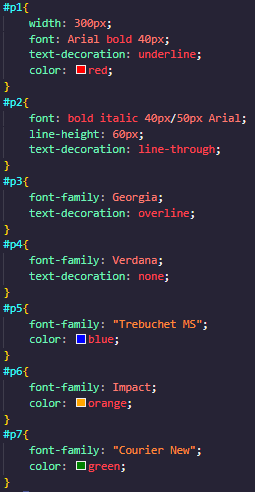 #p1{
width: 300px;
font: Arial bold 40px;
text-decoration: underline;
color: red;
}
#p2{
font: bold italic 40px/50px Arial;
line-height: 60px;
text-decoration: line-through;
}
#p3{
font-family: Georgia;
text-decoration: overline;
}
#p4{
font-family: Verdana;
text-decoration: none;
}
#p5{
font-family: "Trebuchet MS";
color: blue;
}
#p6{
font-family: Impact;
color: orange;
}
#p7{
font-family: "Courier New";
color: green;
}